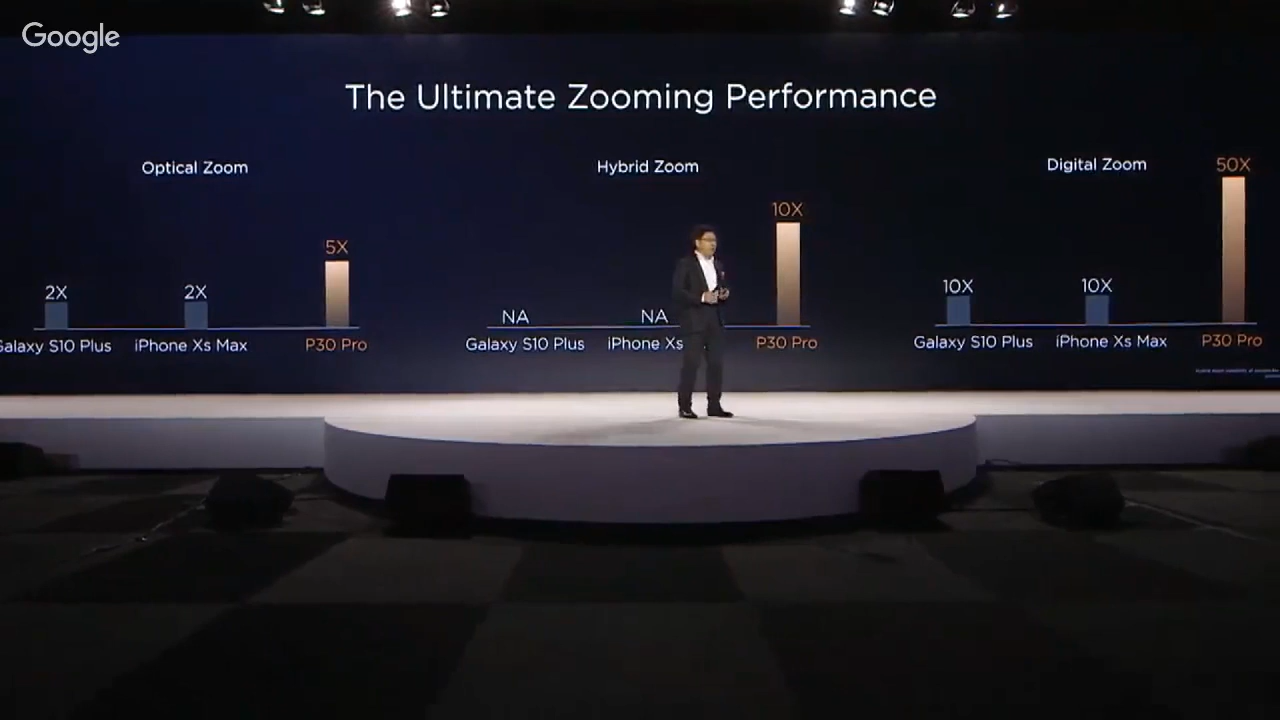 Google
The Ultimate Zooming Performance
Optical Zoom
5X
2X
2X
Galaxy S10 Plus
iPhone Xs Max
P30 Pro
Hybrid Zoom
10X
NA
NA
Galaxy S10 Plus
iPhone Xs
P30 Pro
Digital Zoom
50X
10X
10X
Galaxy S10 Plus
iPhone Xs Max
P30 Pro